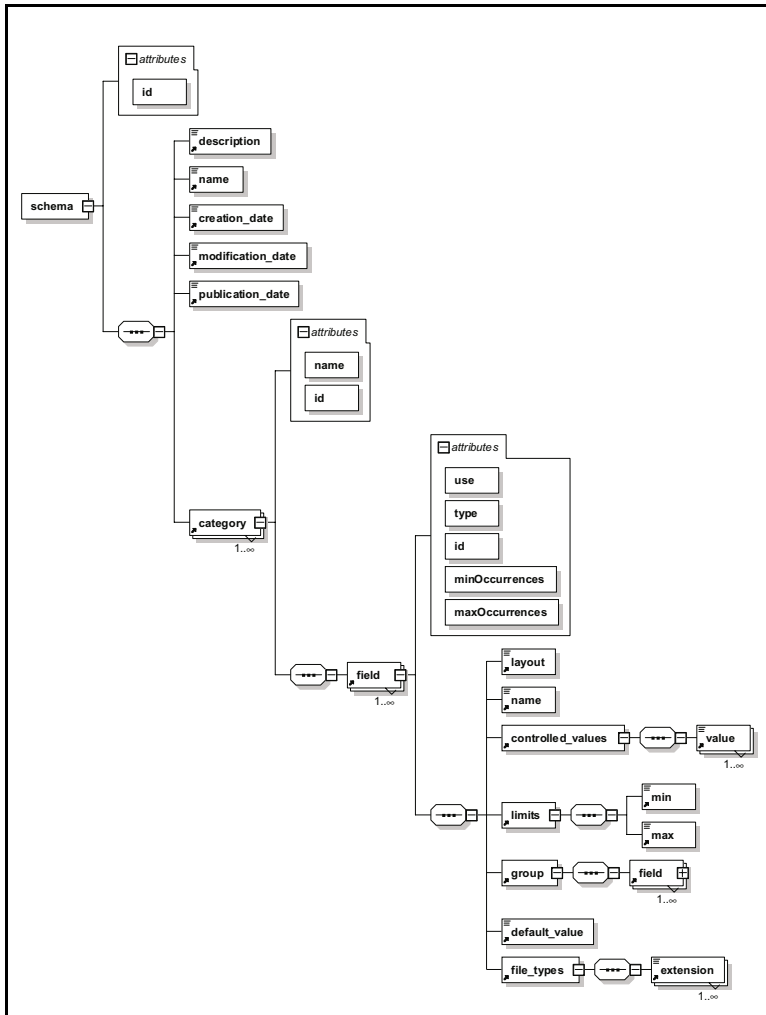 attributes
id
description
name
schema
creation_date
modification_date
publication_date
attributes
name
id
attributes
use
type
category
1..∞
id
minOccurrences
maxOccurrences
layout
field
1..∞
name
controlled_values
value
1..∞
min
limits
max
group
field
1..∞
default_value
file_types
extension
1..∞